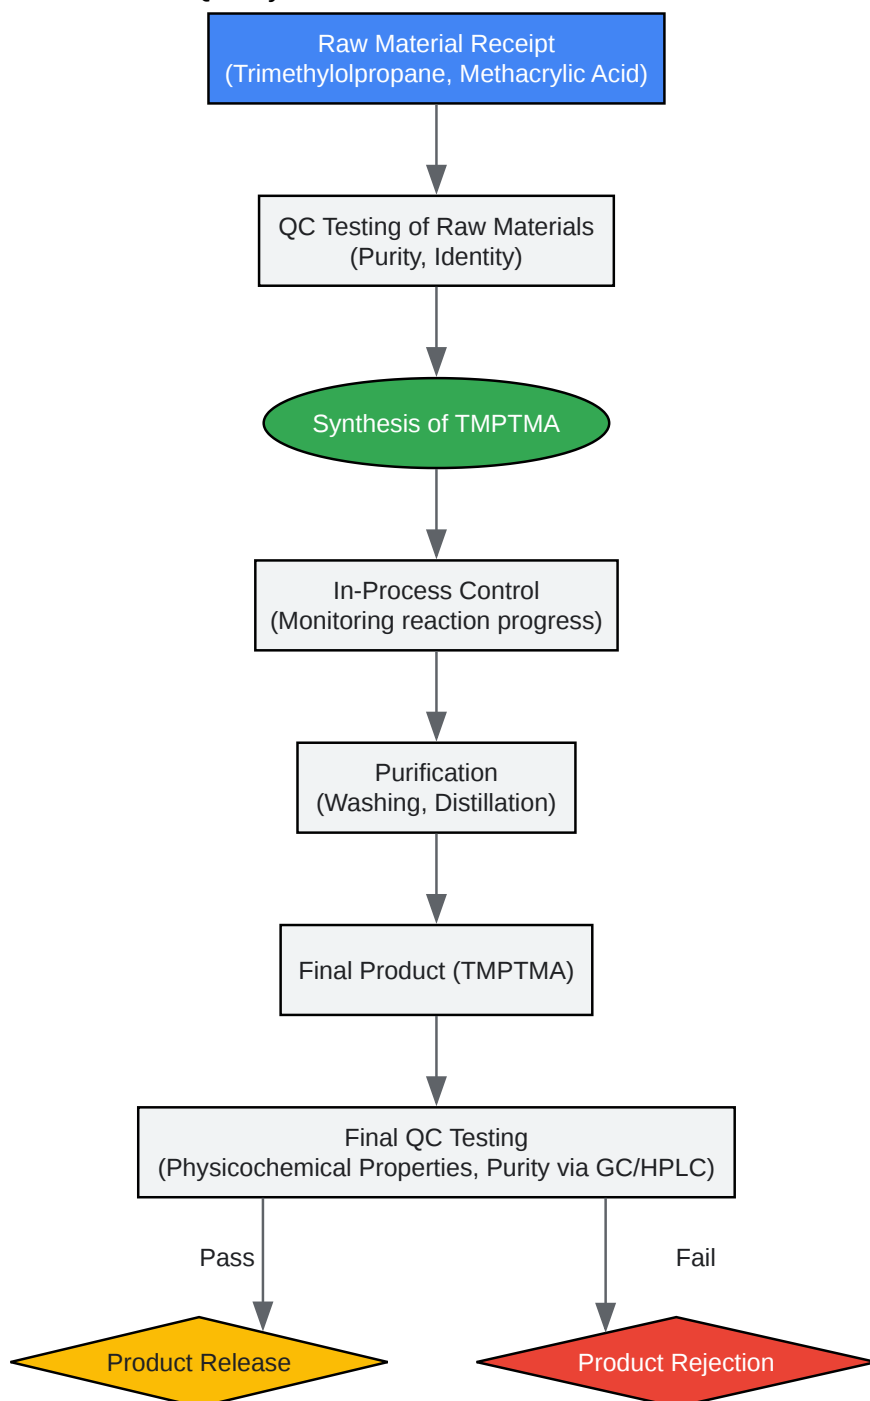 Raw Material Receipt
(Trimethylolpropane, Methacrylic Acid)
QC Testing of Raw Materials
(Purity, Identity)
Synthesis of TMPTMA
In-Process Control
(Monitoring reaction progress)
Purification
(Washing, Distillation)
Final Product (TMPTMA)
Final QC Testing
(Physicochemical Properties, Purity via GC/HPLC)
Pass
Fail
Product Release
Product Rejection